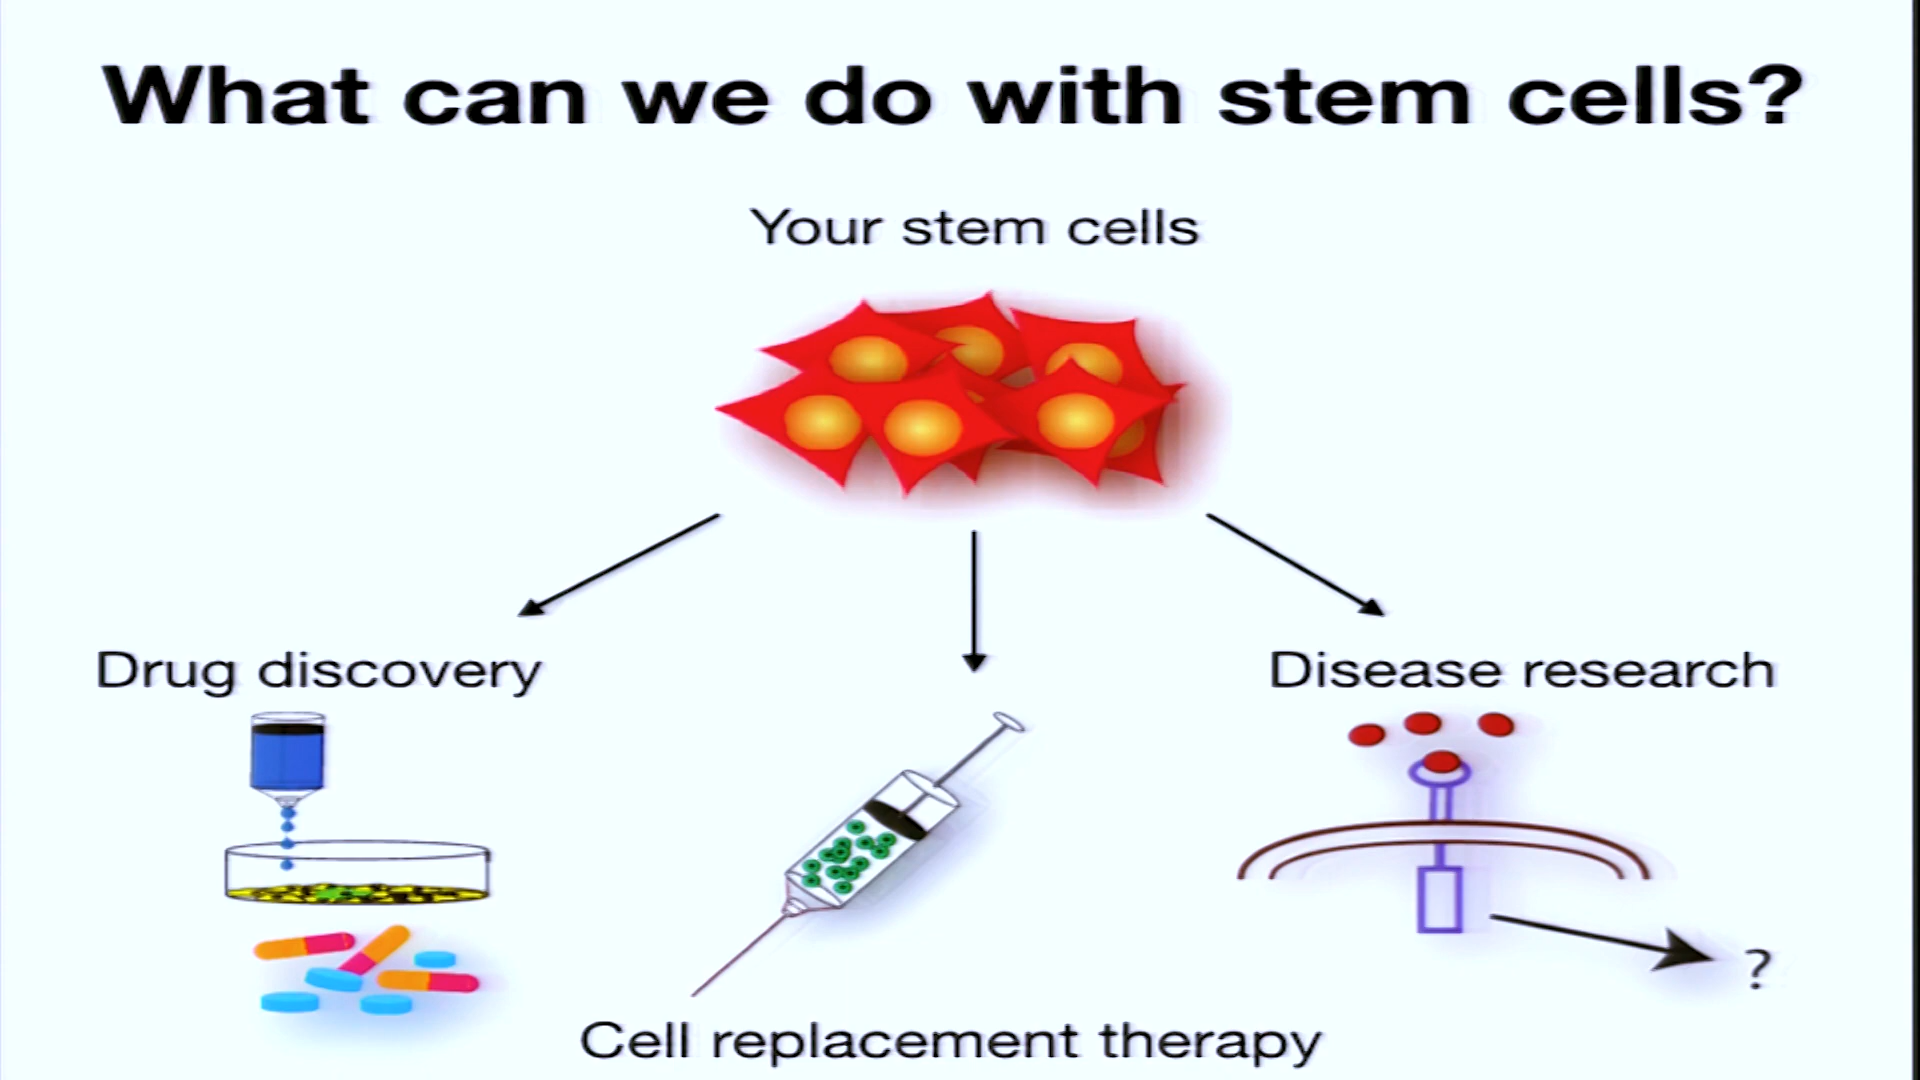 What can we do with stem cells?
Your stem cells
Drug discovery
Disease research
?
Cell replacement therapy